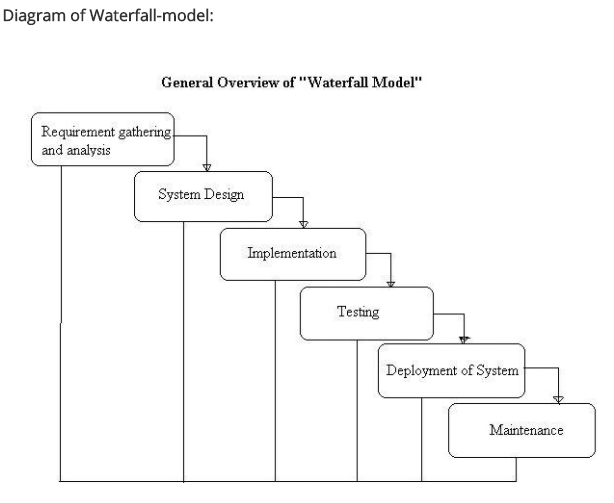 Diagram of Waterfall-model:
General Overview of "Waterfall Model"
Requirement gathering
and analysis
System Design
Implementation
Testing
Deployment of System
Maintenance